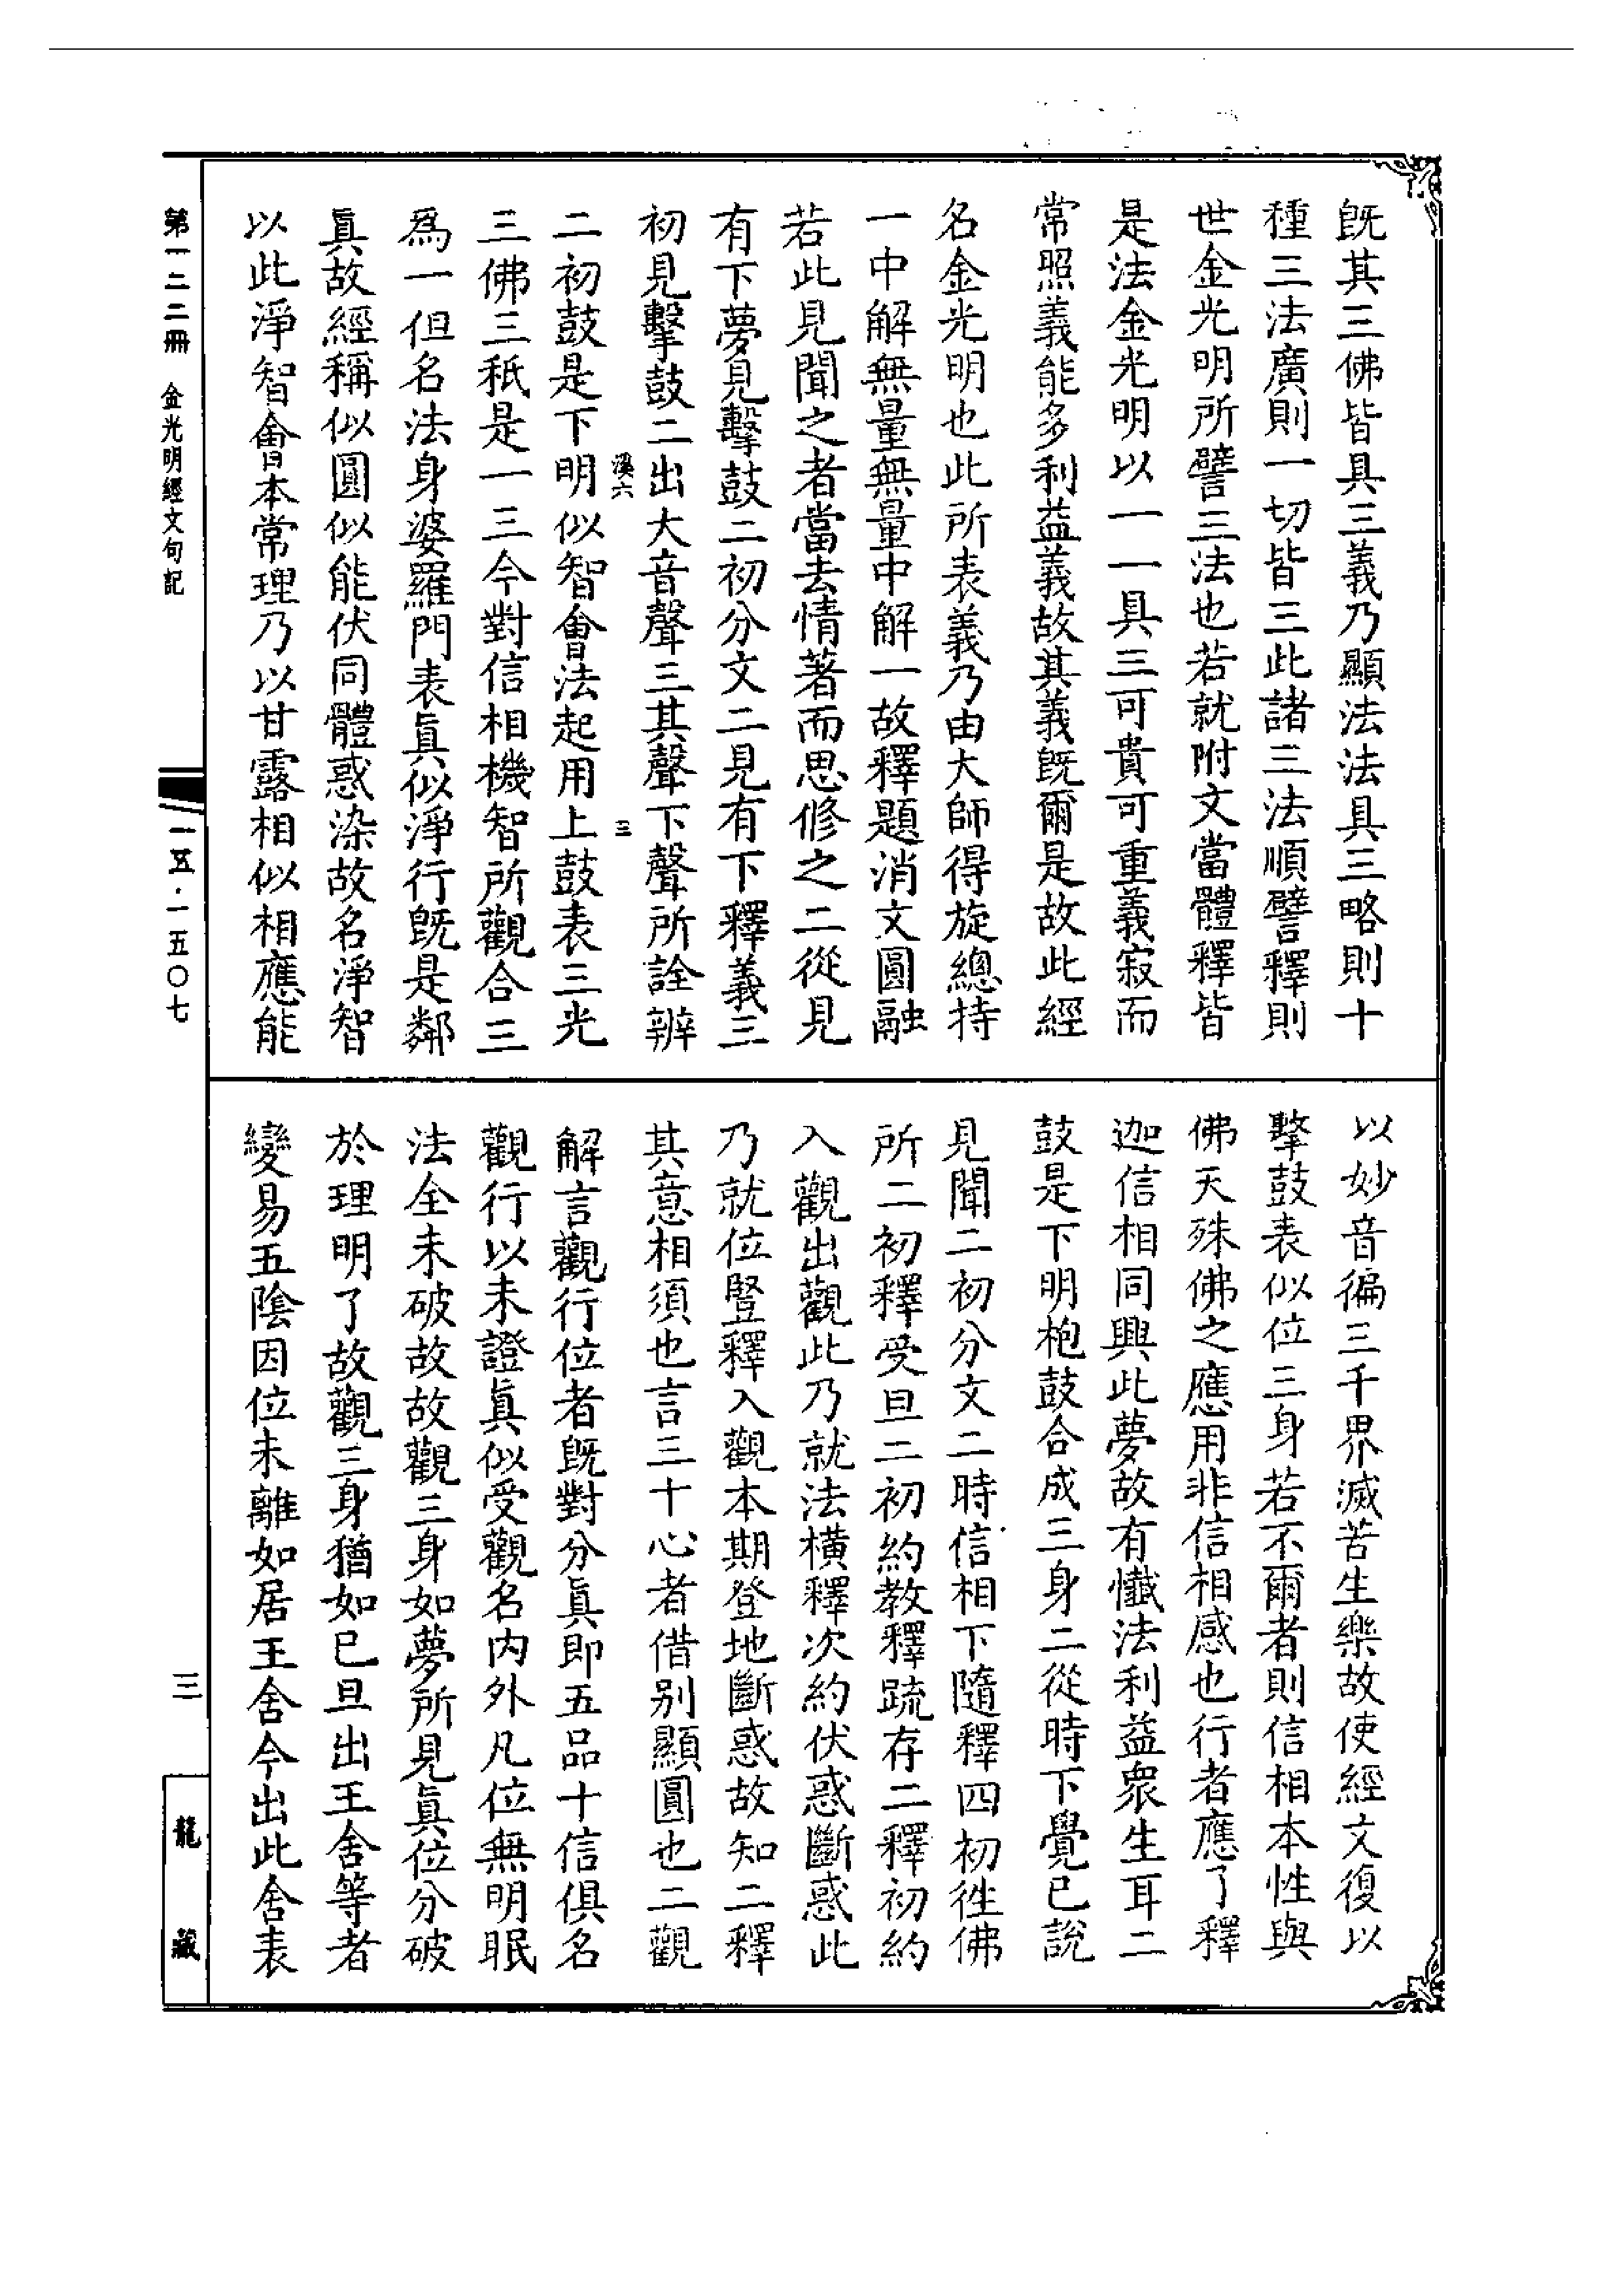 既其三佛皆具三義乃顯法法具三略則十
種三法廣則一切皆三此諸三法順譬釋則
世金光明所譬三法也若就附文當體釋皆
是法金光明以一一具三可貴可重義寂而
常照義能多利益義故其義既爾是故此經
名金光明也此所表義乃由大師得旋總持
一中解無量無量中解一故釋題消文圓融
若此見聞之者當去情著而思修之二從見
有下夢見擊鼓二初分文二見有下釋義三
初見擊鼓二出大音聲三其聲下聲所詮辨
溪六
三
二初鼓是下明似智會法起用上鼓表三光
三佛三秖是一三今對信相機智所觀合三
為一但名法身婆羅門表眞似淨行既是鄰
眞故經稱似圓似能伏同體惑染故名淨智
以此淨智會本常理乃以甘露相似相應能
以妙音徧三千界滅苦生樂故使經文復以
擊鼓表似位三身若不爾者則信相本性與
佛天殊佛之應用非信相感也行者應了釋
迦信相同興此夢故有懺法利益眾生耳二
鼓是下明枹鼓合成三身二從時下覺已說
見聞二初分文二時信相下隨釋四初徃佛
所二初釋受旦二初約教釋疏存二釋初約
入觀出觀此乃就法橫釋次約伏惑斷惑此
乃就位豎釋入觀本期登地斷惑故知二釋
其意相須也言三十心者借别顯圓也二觀
解言觀行位者既對分眞即五品十信俱名
觀行以未證眞似受觀名内外凡位無明眠
法全未破故故觀三身如夢所見眞位分破
於理明了故觀三身猶如已旦出王舍等者
變易五陰因位未離如居王舍今出此舍表
第一二二冊 金光明經文句記
一五·一五〇七
三
龍藏